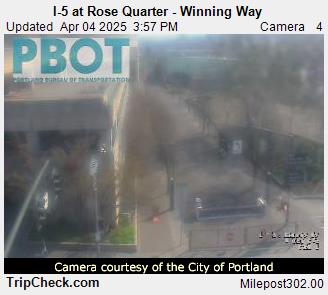 I-5 at Rose Quarter - Winning Way
Updated Apr 04 2025 3:57 PM Camera 4
PBOT
PORTLAND BUREAU OF TRANSPORTATION
Camera courtesy of the City of Portland
TripCheck.com Milepost302.00